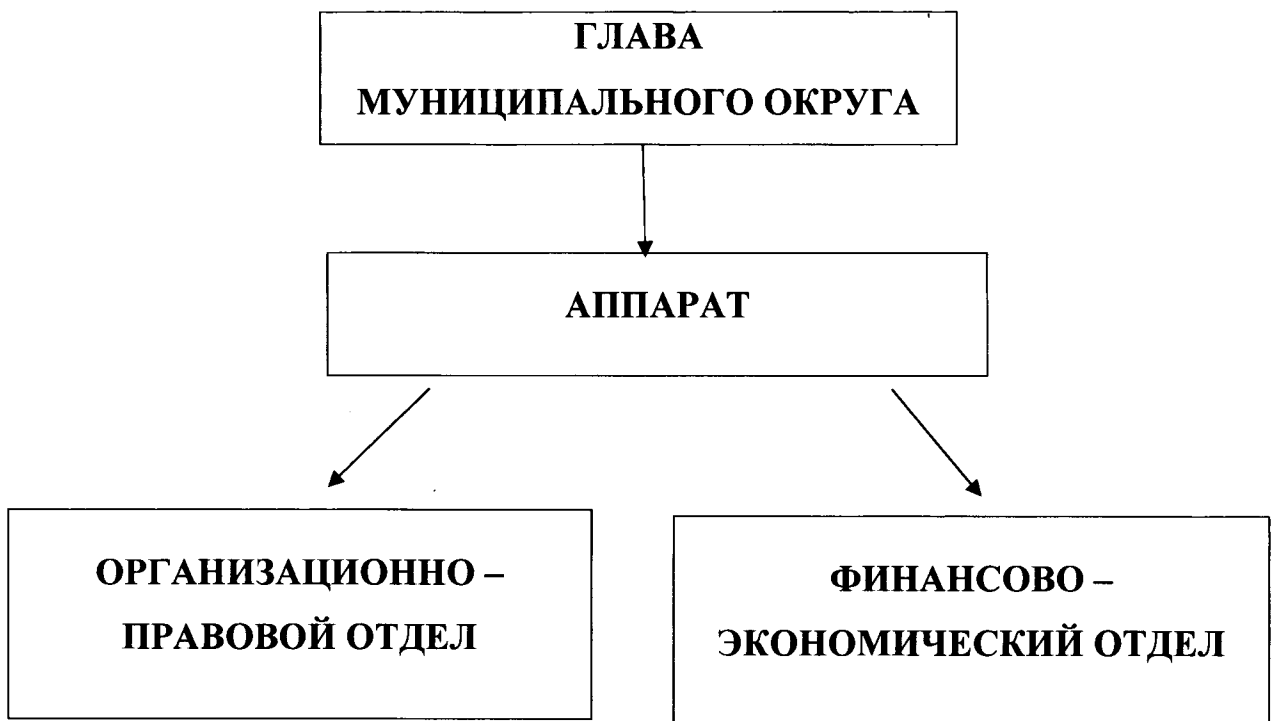 ГЛАВА
МУНИЦИПАЛЬНОГО ОКРУГА
АППАРАТ
ОРГАНИЗАЦИОННО –
ПРАВОВОЙ ОТДЕЛ
ФИНАНСОВО –
ЭКОНОМИЧЕСКИЙ ОТДЕЛ